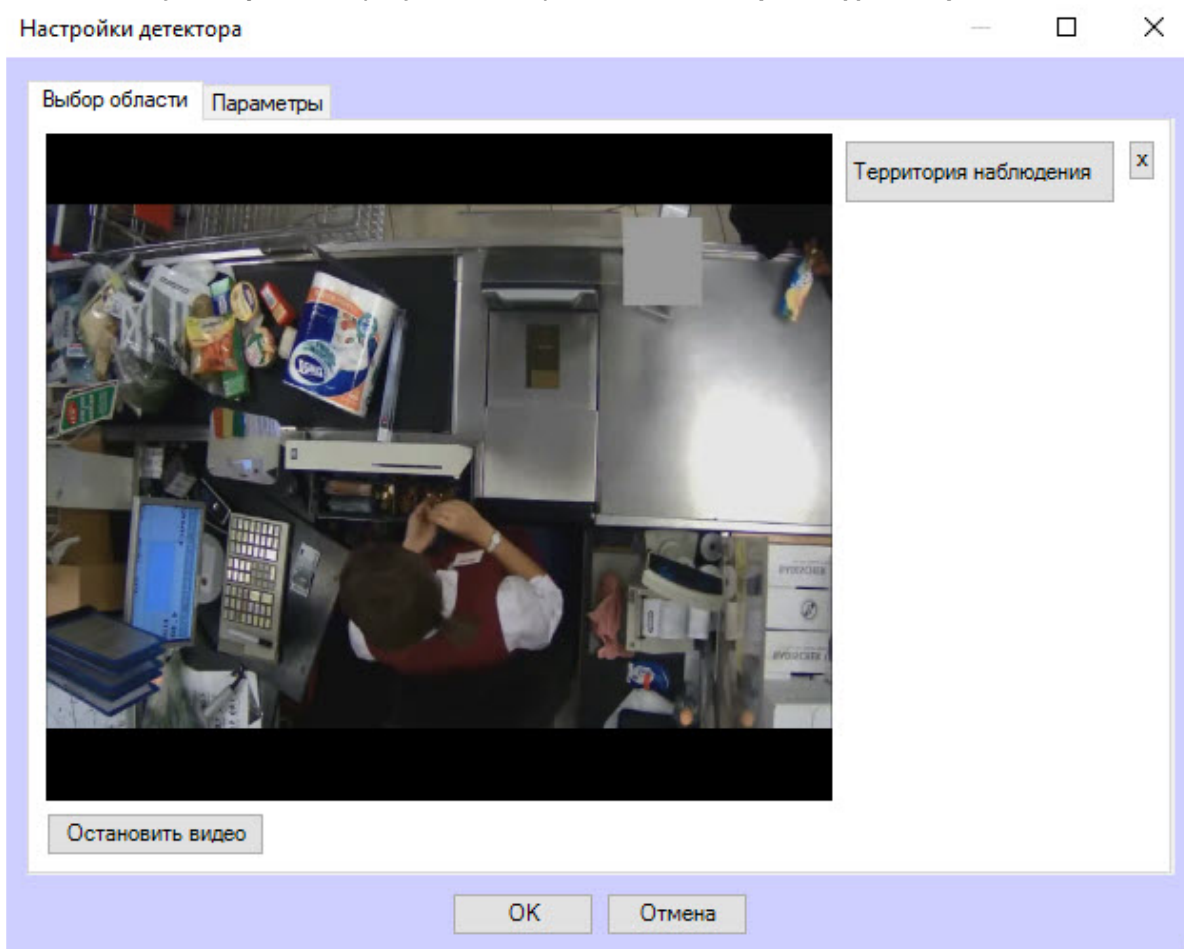 Настройки детектора
Выбор области
Параметры
Территория наблюдения
x
Остановить видео
OK
Отмена